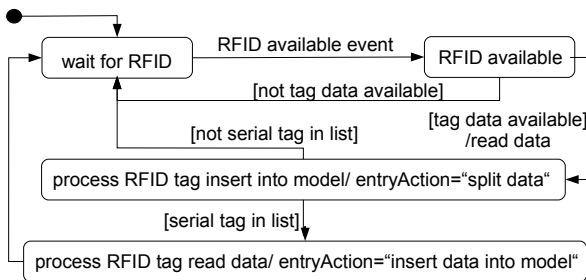 RFID available event
wait for RFID
RFID available
[not tag data available]
[tag data available]
/read data
[not serial tag in list]
process RFID tag insert into model/ entryAction=“split data“
[serial tag in list]
process RFID tag read data/ entryAction=“insert data into model“